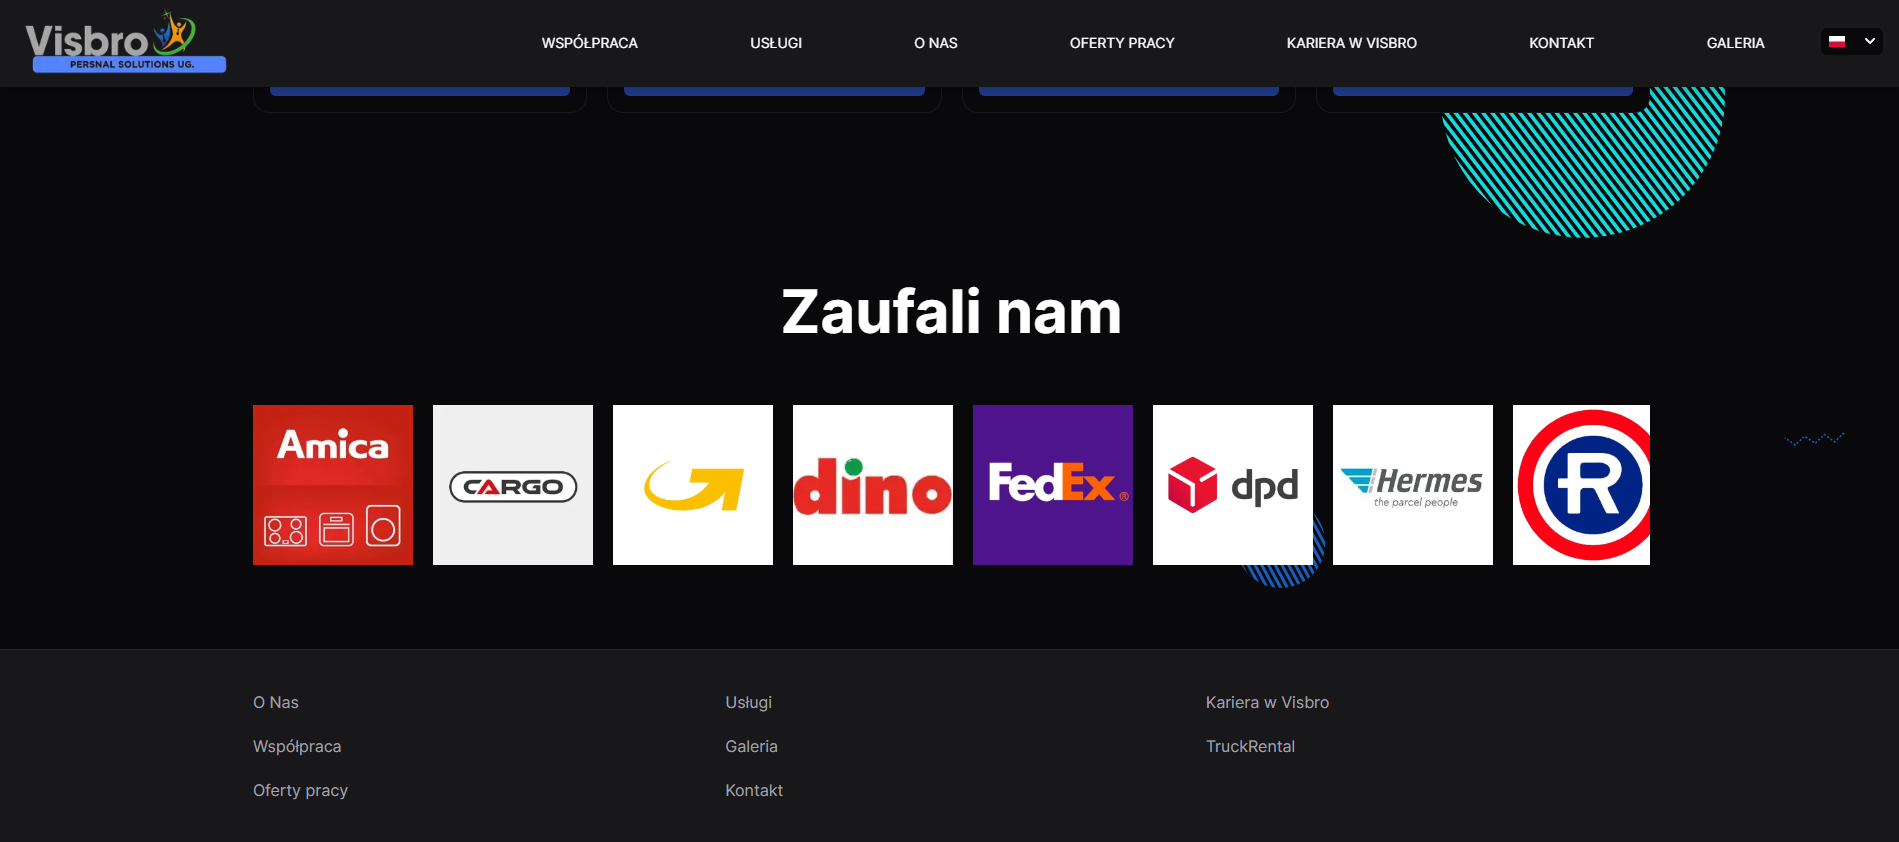 Visbro
PERSNAL SOLUTIONS UG.
WSPÓŁPRACA
USŁUGI
O NAS
OFERTY PRACY
KARIERA W VISBRO
KONTAKT
GALERIA
Zaufali nam
Amica
CARGO
dino
FedEx®
dpd
Hermes
the parcel people
R
O Nas
Usługi
Kariera w Visbro
Współpraca
Galeria
TruckRental
Oferty pracy
Kontakt